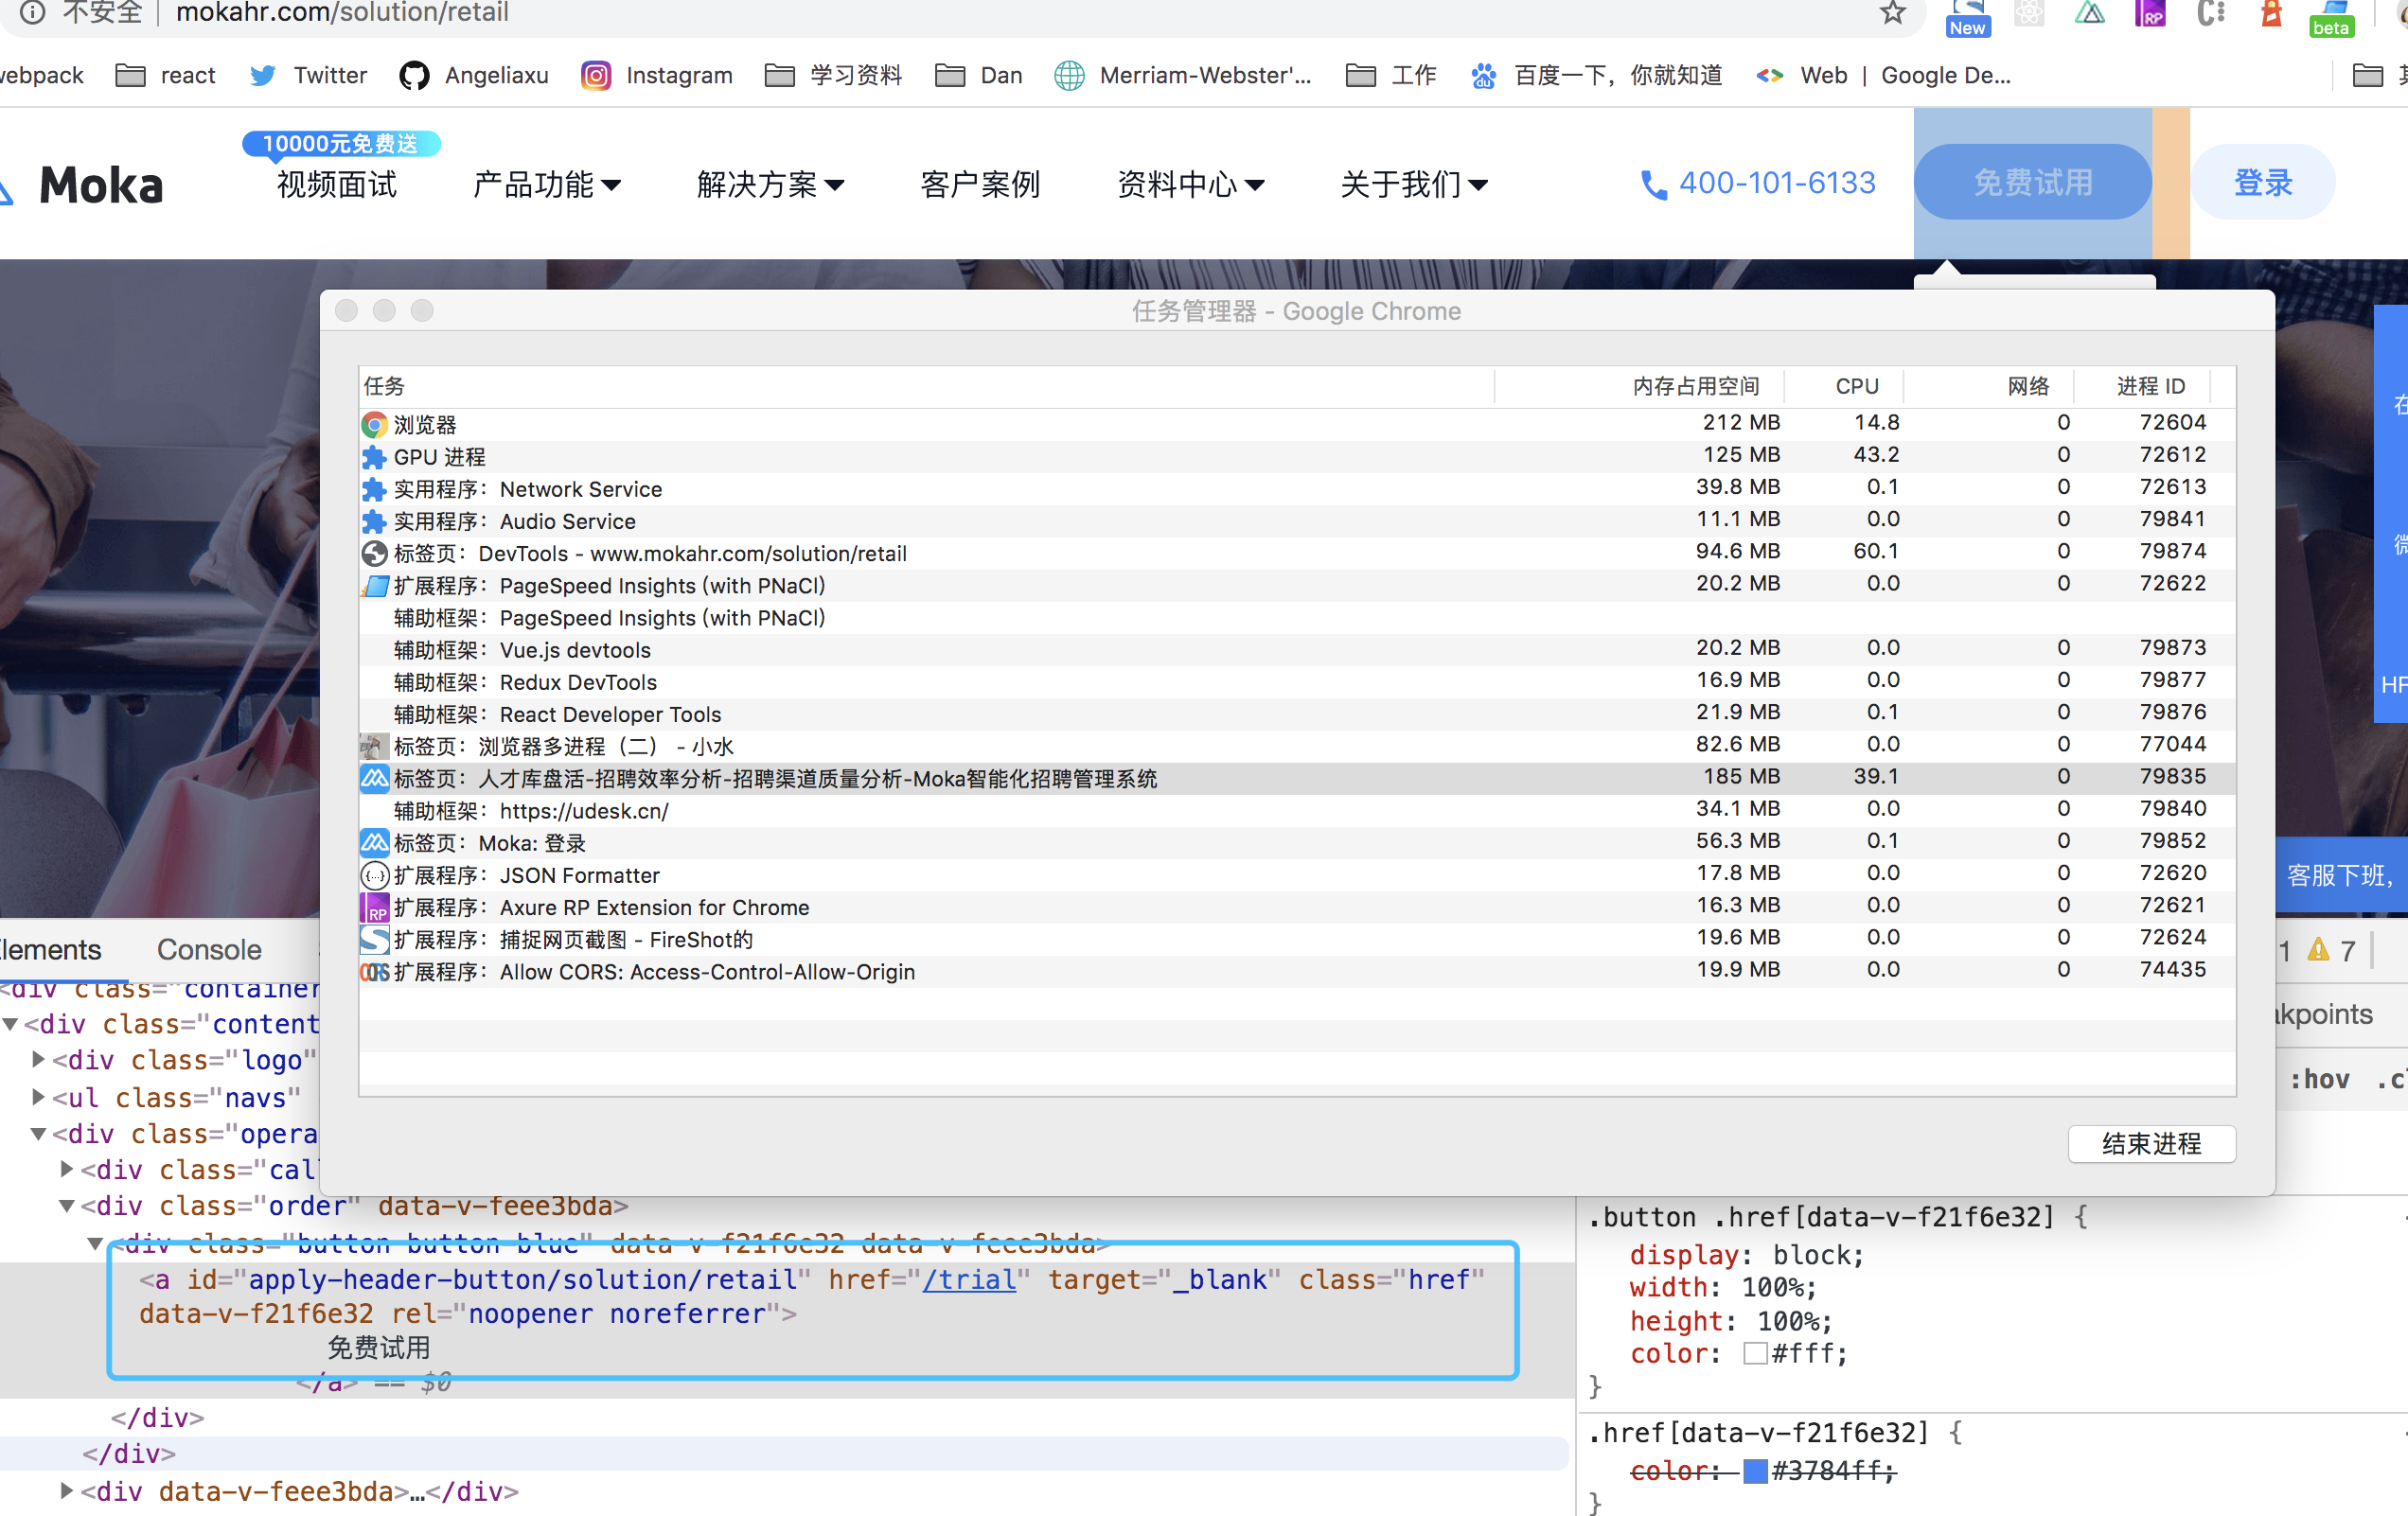 不安全 | mokahr.com/solution/retail
New
beta
webpack react Twitter Angeliaxu Instagram 学习资料 Dan Merriam-Webster'... 工作 百度一下，你就知道 Web | Google De...
10000元免费送
Moka 视频面试 产品功能 解决方案 客户案例 资料中心 关于我们 400-101-6133 免费试用 登录
任务管理器 - Google Chrome
任务 内存占用空间 CPU 网络 进程 ID
浏览器 212 MB 14.8 0 72604
GPU 进程 125 MB 43.2 0 72612
实用程序：Network Service 39.8 MB 0.1 0 72613
实用程序：Audio Service 11.1 MB 0.0 0 79841
标签页：DevTools - www.mokahr.com/solution/retail 94.6 MB 60.1 0 79874
扩展程序：PageSpeed Insights (with PNaCl) 20.2 MB 0.0 0 72622
辅助框架：PageSpeed Insights (with PNaCl)
辅助框架：Vue.js devtools 20.2 MB 0.0 0 79873
辅助框架：Redux DevTools 16.9 MB 0.0 0 79877
辅助框架：React Developer Tools 21.9 MB 0.1 0 79876
标签页：浏览器多进程（二） - 小水 82.6 MB 0.0 0 77044
标签页：人才库盘活-招聘效率分析-招聘渠道质量分析-Moka智能化招聘管理系统 185 MB 39.1 0 79835
辅助框架：https://udesk.cn/ 34.1 MB 0.0 0 79840
标签页：Moka: 登录 56.3 MB 0.1 0 79852
扩展程序：JSON Formatter 17.8 MB 0.0 0 72620
扩展程序：Axure RP Extension for Chrome 16.3 MB 0.0 0 72621
扩展程序：捕捉网页截图 - FireShot的 19.6 MB 0.0 0 72624
扩展程序：Allow CORS: Access-Control-Allow-Origin 19.9 MB 0.0 0 74435
结束进程
客服下班，
Elements Console 1 7
akpoints
:hov
<div class="container
<div class="content
<div class="logo"
<ul class="navs"
<div class="opera
<div class="cal
<div class="order" data-v-feee3bda>
<div class="button button-blue" data-v-f21f6e32 data-v-feee3bda>
<a id="apply-header-button/solution/retail" href="/trial" target="_blank" class="href"
data-v-f21f6e32 rel="noopener noreferrer">
免费试用
</a> == $0
</div>
</div>
<div data-v-feee3bda>…</div>
.button .href[data-v-f21f6e32] {
display: block;
width: 100%;
height: 100%;
color: #fff;
}
.href[data-v-f21f6e32] {
color: #3784ff;
}